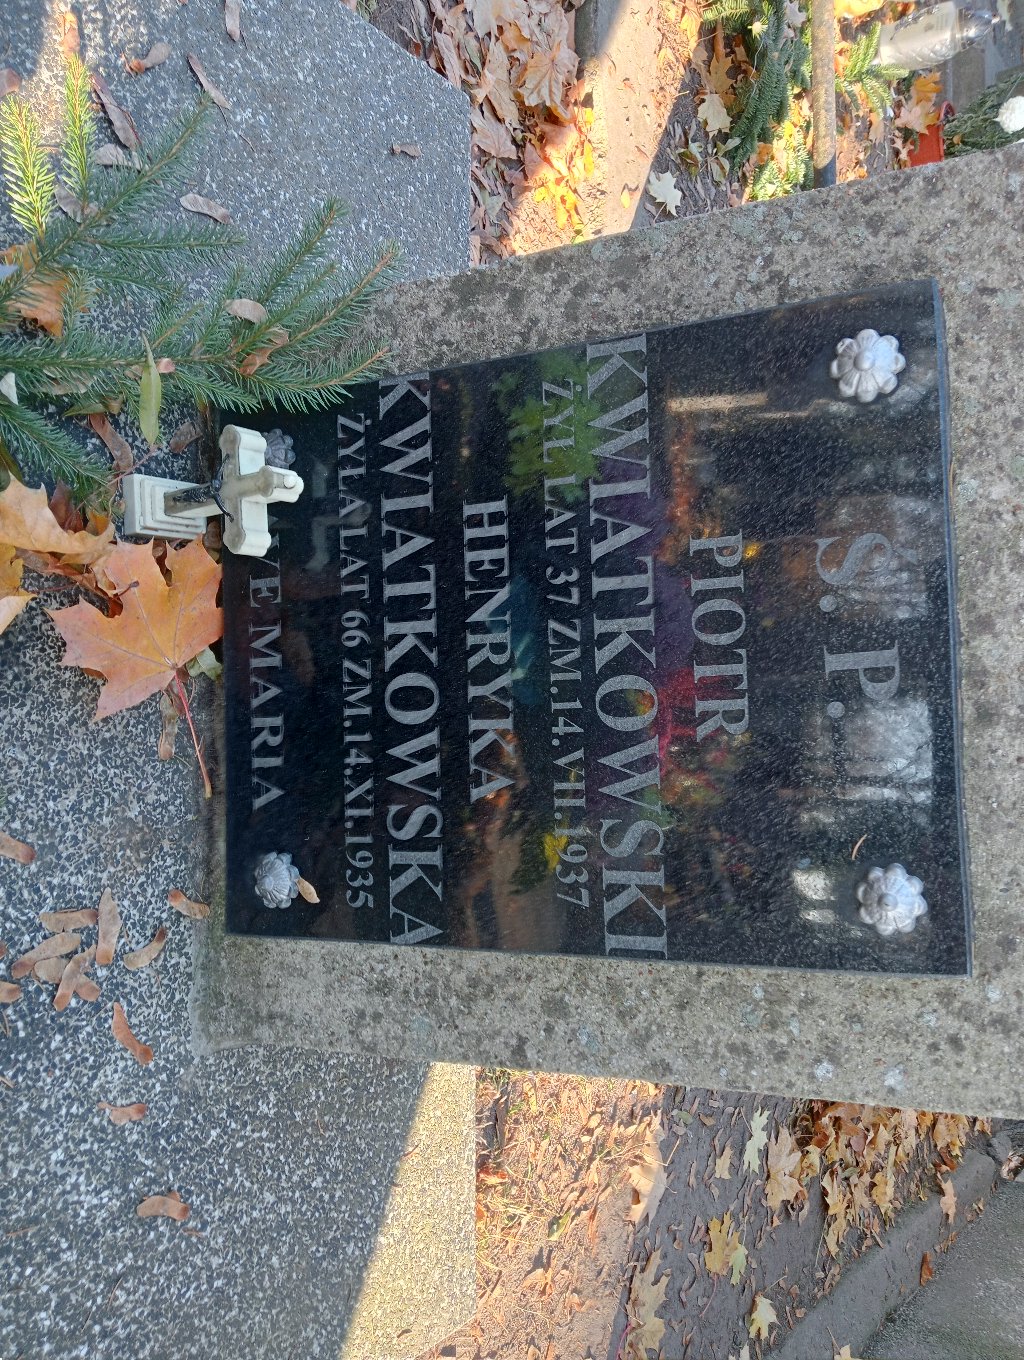 Ś.P.
PIOTR
KWIATKOWSKI
ŻYŁ LAT 37 ZM.14.VII.1937
HENRYKA
KWIATKOWSKA
ŻYŁA LAT 66 ZM.14.XI.1935
MARIA